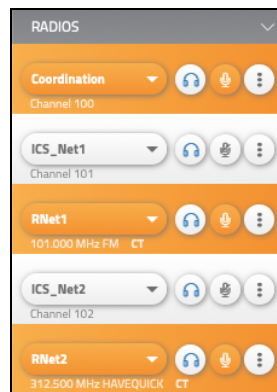 RADIOS
Coordination
Channel 100
ICS_Net1
Channel 101
RNet1
101.000 MHz FM CT
ICS_Net2
Channel 102
RNet2
312.500 MHz HAVEQUICK CT